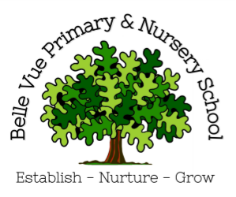 Belle Vue Primary & Nursery School
Establish - Nurture - Grow